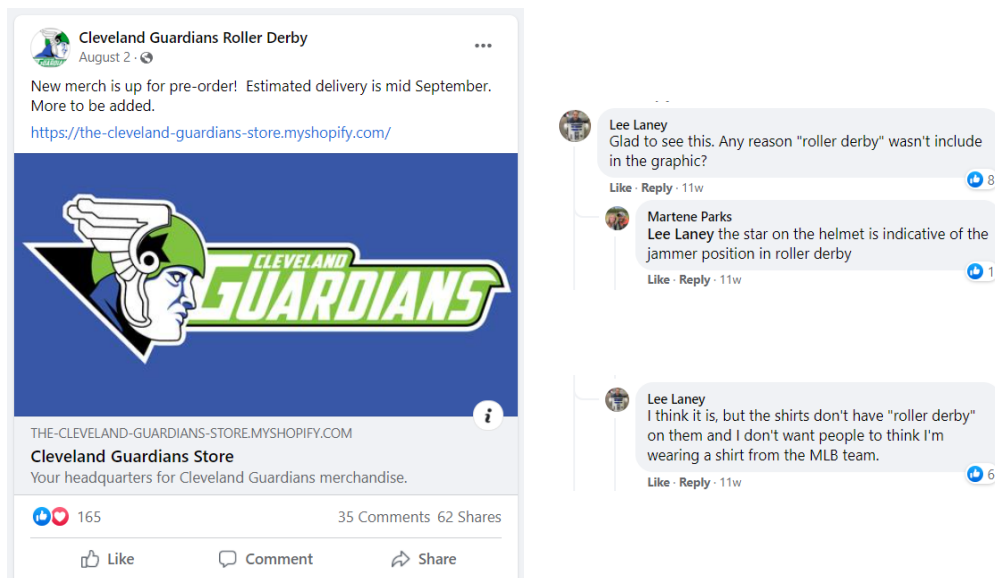 Cleveland Guardians Roller Derby
August 2 ·
New merch is up for pre-order! Estimated delivery is mid September.
More to be added.
https://the-cleveland-guardians-store.myshopify.com/
CLEVELAND
GUARDIANS
i
THE-CLEVELAND-GUARDIANS-STORE.MYSHOPIFY.COM
Cleveland Guardians Store
Your headquarters for Cleveland Guardians merchandise.
165
35 Comments 62 Shares
Like Comment Share
Lee Laney
Glad to see this. Any reason "roller derby" wasn't include
in the graphic?
8
Like · Reply · 11w
Martene Parks
Lee Laney the star on the helmet is indicative of the
jammer position in roller derby
1
Like · Reply · 11w
Lee Laney
I think it is, but the shirts don't have "roller derby"
on them and I don't want people to think I'm
wearing a shirt from the MLB team.
6
Like · Reply · 11w